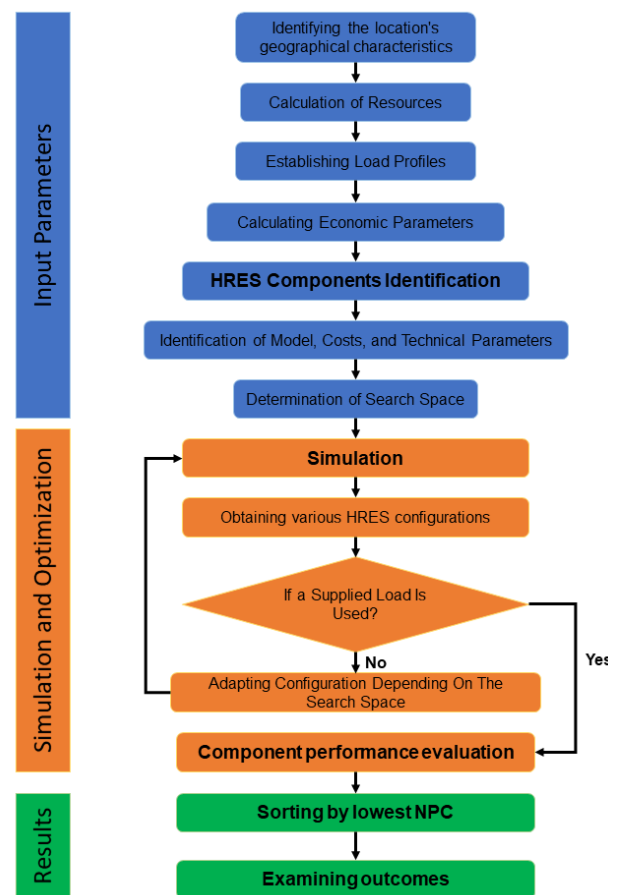 Input Parameters
Identifying the location's
geographical characteristics
Calculation of Resources
Establishing Load Profiles
Calculating Economic Parameters
HRES Components Identification
Identification of Model, Costs, and Technical Parameters
Determination of Search Space
Simulation and Optimization
Simulation
Obtaining various HRES configurations
If a Supplied Load Is
Used?
No
Yes
Adapting Configuration Depending On The
Search Space
Component performance evaluation
Results
Sorting by lowest NPC
Examining outcomes